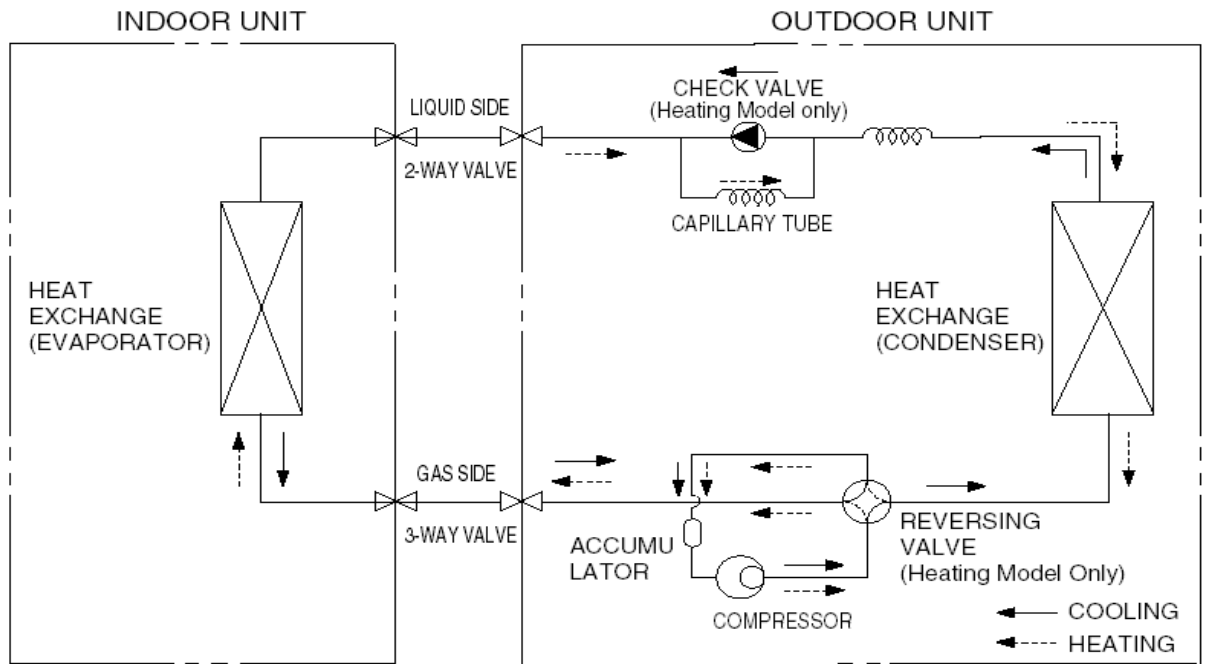 INDOOR UNIT
OUTDOOR UNIT
LIQUID SIDE
2-WAY VALVE
CHECK VALVE
(Heating Model only)
CAPILLARY TUBE
HEAT
EXCHANGE
(EVAPORATOR)
HEAT
EXCHANGE
(CONDENSER)
GAS SIDE
3-WAY VALVE
ACCUMU
LATOR
COMPRESSOR
REVERSING
VALVE
(Heating Model Only)
COOLING
HEATING